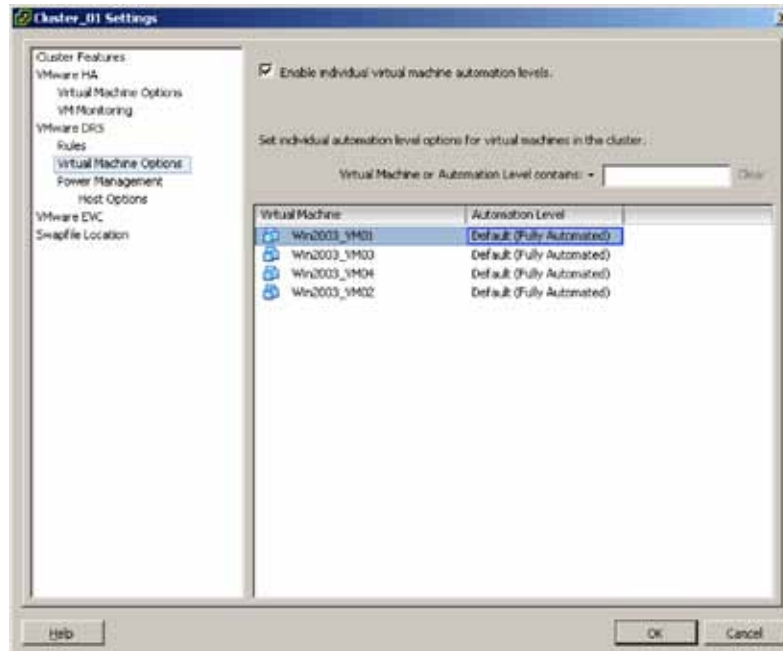 Cluster_01 Settings
Cluster Features
VMware HA
Virtual Machine Options
VM Monitoring
VMware DRS
Rules
Virtual Machine Options
Power Management
Host Options
VMware EVC
Swapfile Location
Enable individual virtual machine automation levels.
Set individual automation level options for virtual machines in the cluster.
Virtual Machine or Automation Level contains:
Clear
Virtual Machine Automation Level
Win2003_VM01 Default (Fully Automated)
Win2003_VM03 Default (Fully Automated)
Win2003_VM04 Default (Fully Automated)
Win2003_VM02 Default (Fully Automated)
Help OK Cancel